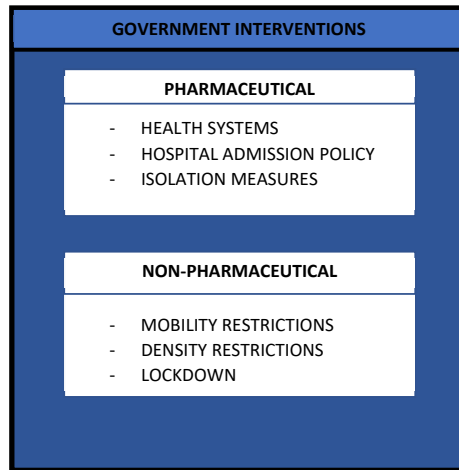 GOVERNMENT INTERVENTIONS
PHARMACEUTICAL
- HEALTH SYSTEMS
- HOSPITAL ADMISSION POLICY
- ISOLATION MEASURES
NON-PHARMACEUTICAL
- MOBILITY RESTRICTIONS
- DENSITY RESTRICTIONS
- LOCKDOWN